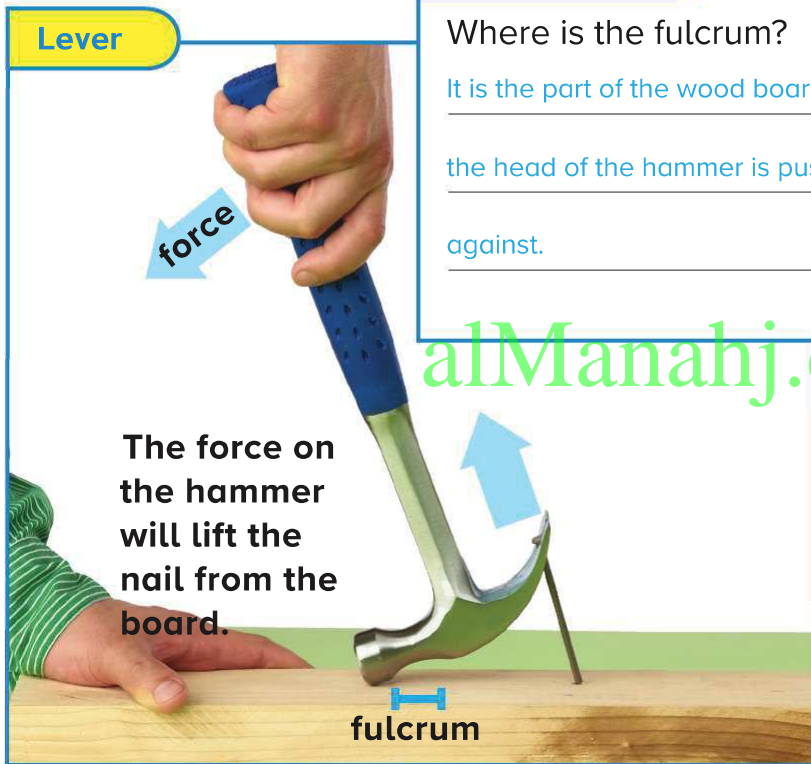 Lever
Where is the fulcrum?
It is the part of the wood boar
the head of the hammer is pus
against.
force
alManahj.
The force on
the hammer
will lift the
nail from the
board.
fulcrum